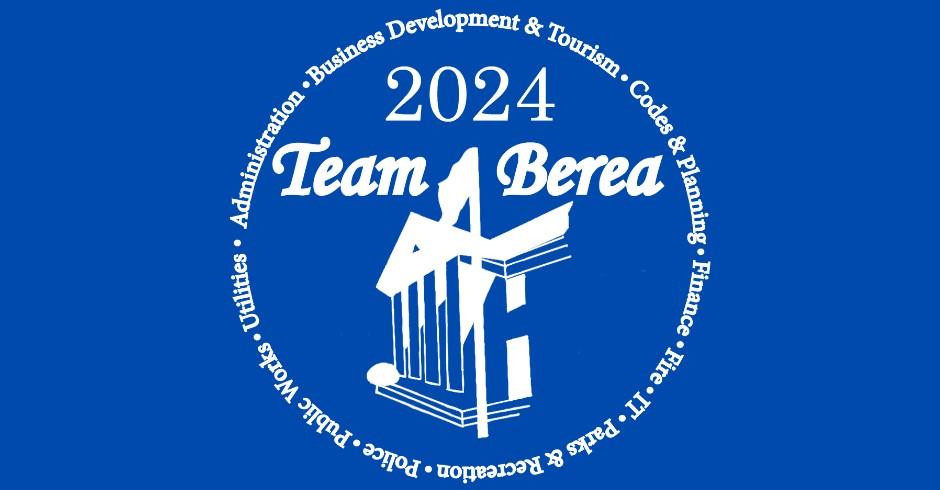 2024
Team Berea
Administration • Business Development & Tourism • Codes & Planning • Finance • Fire • IT • Parks & Recreation • Police • Public Works • Utilities •